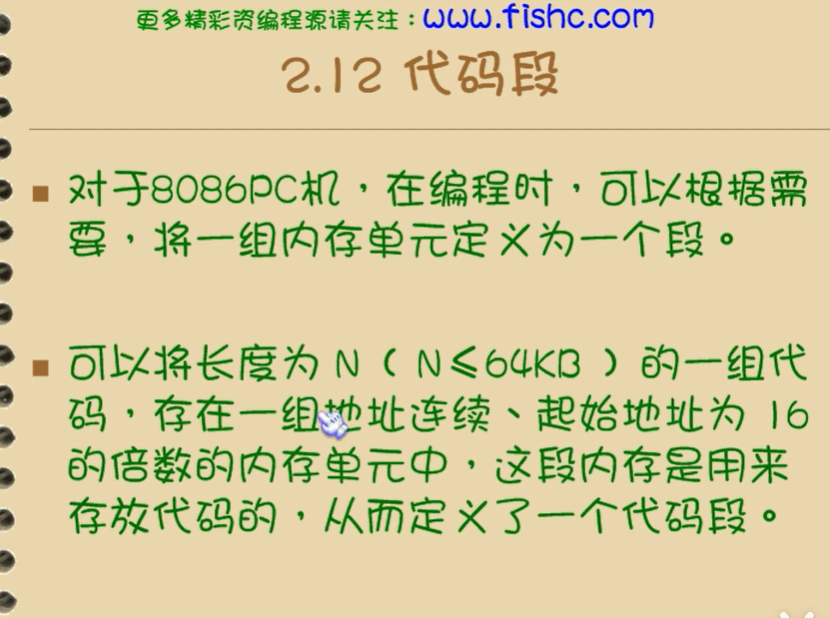 更多精彩资编程源请关注：www.fishc.com
2.12 代码段
对于8086PC机，在编程时，可以根据需
要，将一组内存单元定义为一个段。
可以将长度为 N（ N≤64KB ）的一组代
码，存在一组地址连续、起始地址为 16
的倍数的内存单元中，这段内存是用来
存放代码的，从而定义了一个代码段。